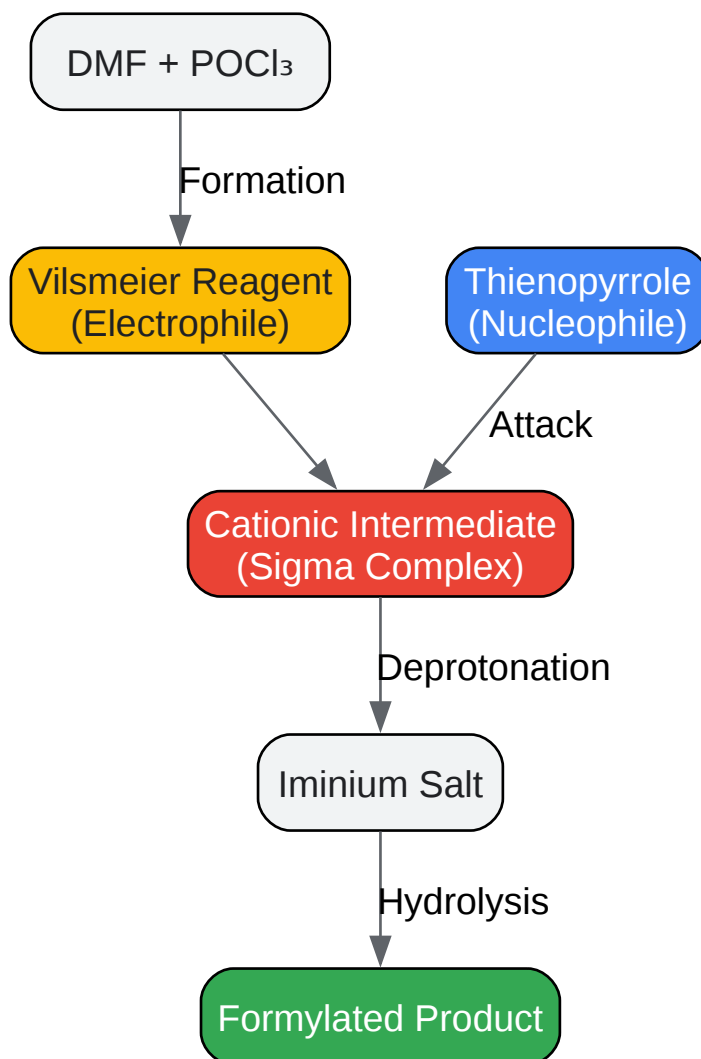 DMF + POCl₃
Formation
Vilsmeier Reagent
(Electrophile)
Thienopyrrole
(Nucleophile)
Attack
Cationic Intermediate
(Sigma Complex)
Deprotonation
Iminium Salt
Hydrolysis
Formylated Product